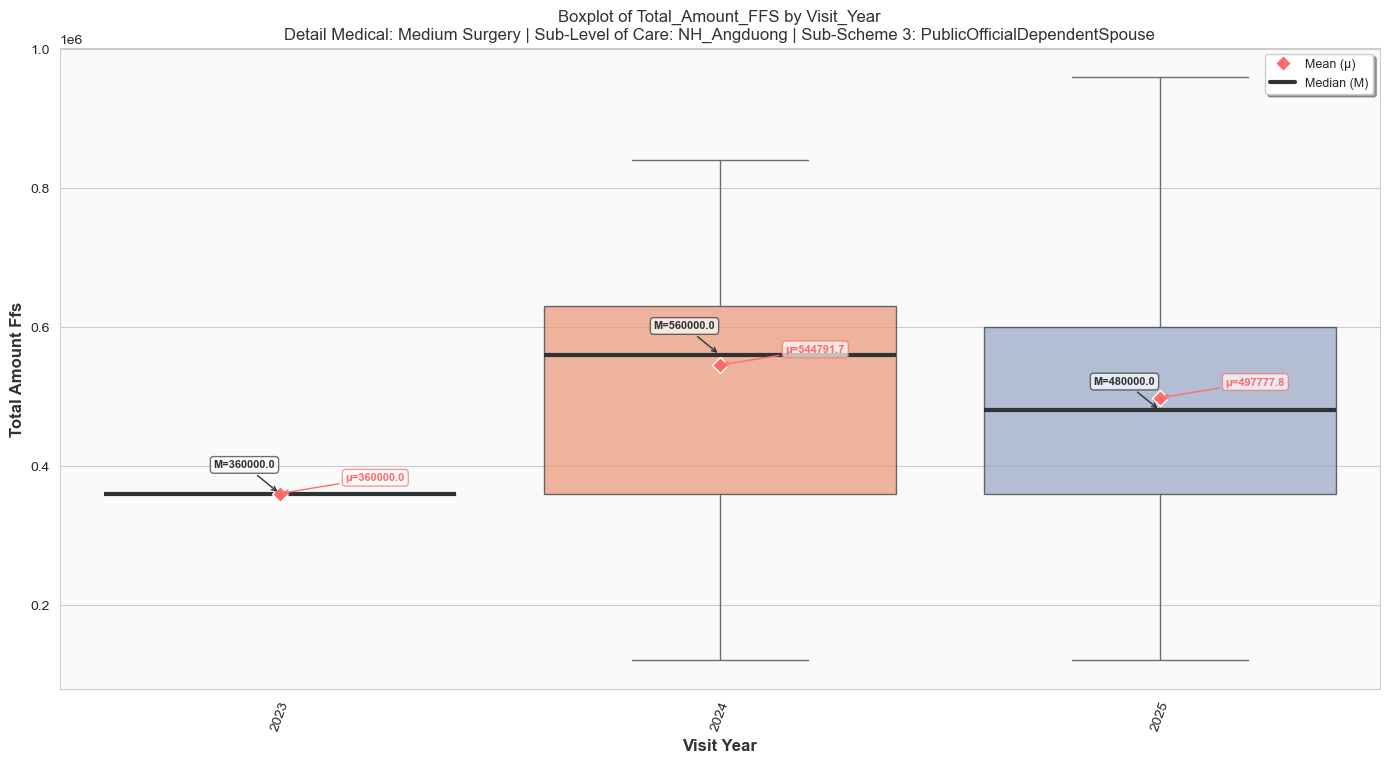 Boxplot of Total_Amount_FFS by Visit_Year
Detail Medical: Medium Surgery | Sub-Level of Care: NH_Angduong | Sub-Scheme 3: PublicOfficialDependentSpouse
1e6
1.0
0.8
0.6
0.4
0.2
Total Amount Ffs
Mean (μ)
Median (M)
M=360000.0
μ=360000.0
M=560000.0
μ=544791.7
M=480000.0
μ=497777.8
2023
2024
2025
Visit Year